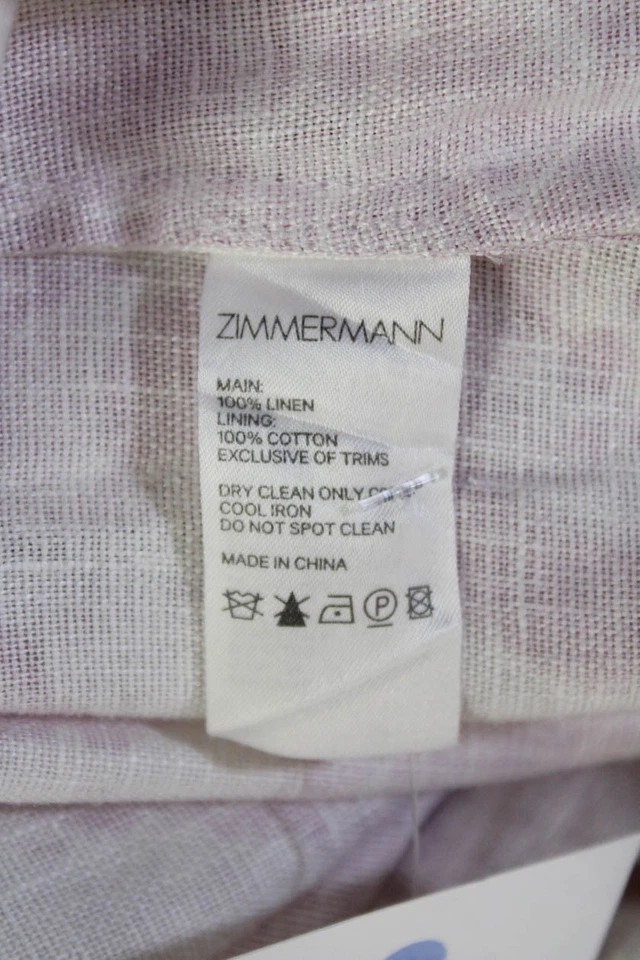 ZIMMERMANN
MAIN:
100% LINEN
LINING:
100% COTTON
EXCLUSIVE OF TRIMS
DRY CLEAN ONLY
COOL IRON
DO NOT SPOT CLEAN
MADE IN CHINA
P